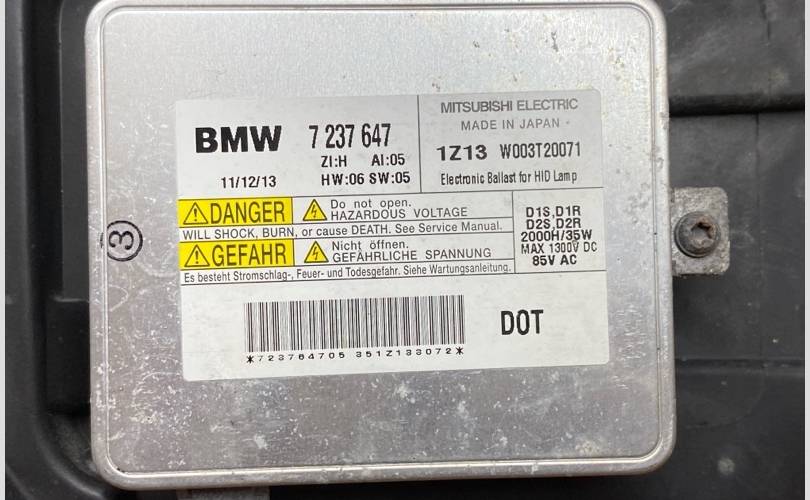 BMW 7 237 647
ZI:H AI:05
11/12/13 HW:06 SW:05
MITSUBISHI ELECTRIC
MADE IN JAPAN
1Z13 W003T20071
Electronic Ballast for HID Lamp
DANGER
Do not open.
HAZARDOUS VOLTAGE
WILL SHOCK, BURN, or cause DEATH. See Service Manual.
GEFAHR
Nicht öffnen.
GEFÄHRLICHE SPANNUNG
Es besteht Stromschlag-, Feuer- und Todesgefahr. Siehe Wartungsanleitung.
D1S,D1R
D2S,D2R
2000H/35W
MAX 1300V DC
85V AC
*723764705 351Z133072*
DOT
3